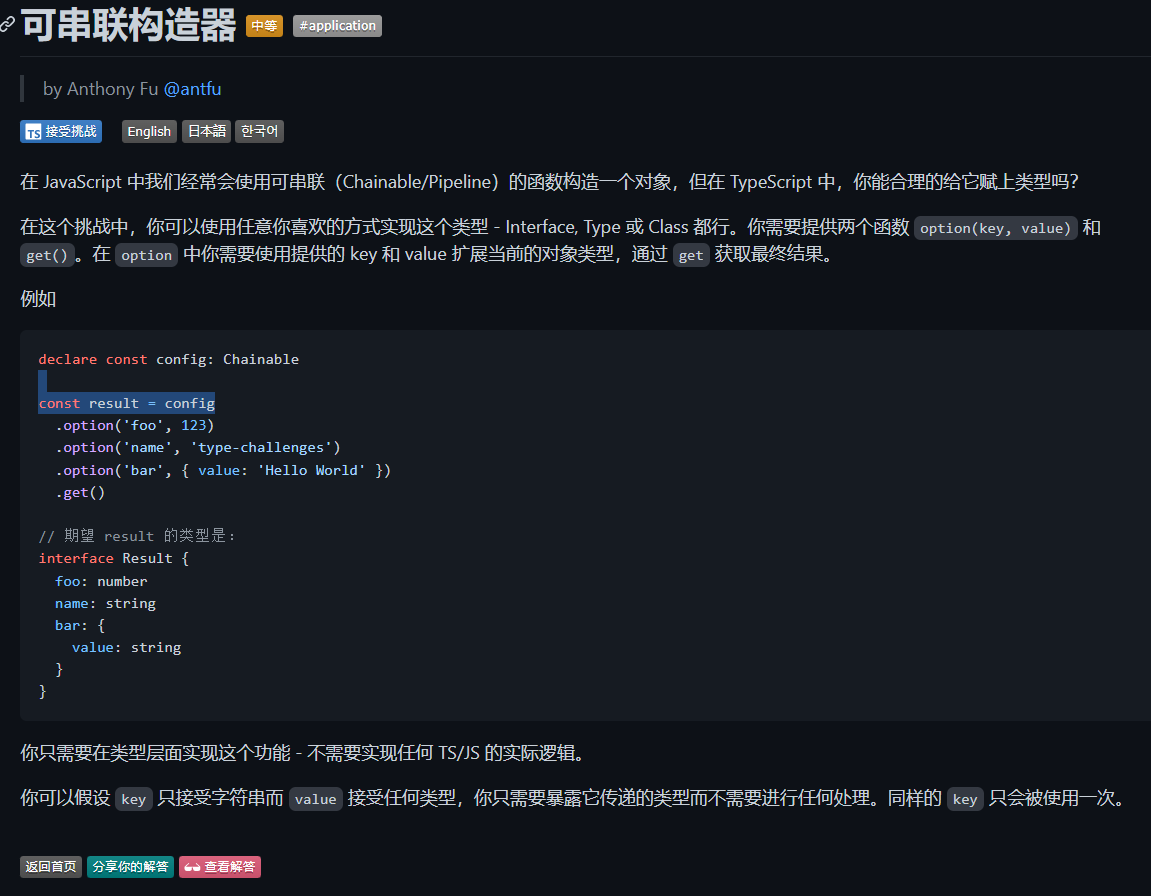 可串联构造器 中等 #application
by Anthony Fu @antfu
TS 接受挑战 English 日本語 한국어
在 JavaScript 中我们经常会使用可串联（Chainable/Pipeline）的函数构造一个对象，但在 TypeScript 中，你能合理的给它赋上类型吗？
在这个挑战中，你可以使用任意你喜欢的方式实现这个类型 - Interface, Type 或 Class 都行。你需要提供两个函数 option(key, value) 和
get()。在 option 中你需要使用提供的 key 和 value 扩展当前的对象类型，通过 get 获取最终结果。
例如
declare const config: Chainable
const result = config
  .option('foo', 123)
  .option('name', 'type-challenges')
  .option('bar', { value: 'Hello World' })
  .get()
// 期望 result 的类型是：
interface Result {
  foo: number
  name: string
  bar: {
    value: string
  }
}
你只需要在类型层面实现这个功能 - 不需要实现任何 TS/JS 的实际逻辑。
你可以假设 key 只接受字符串而 value 接受任何类型，你只需要暴露它传递的类型而不需要进行任何处理。同样的 key 只会被使用一次。
返回首页 分享你的解答 查看解答